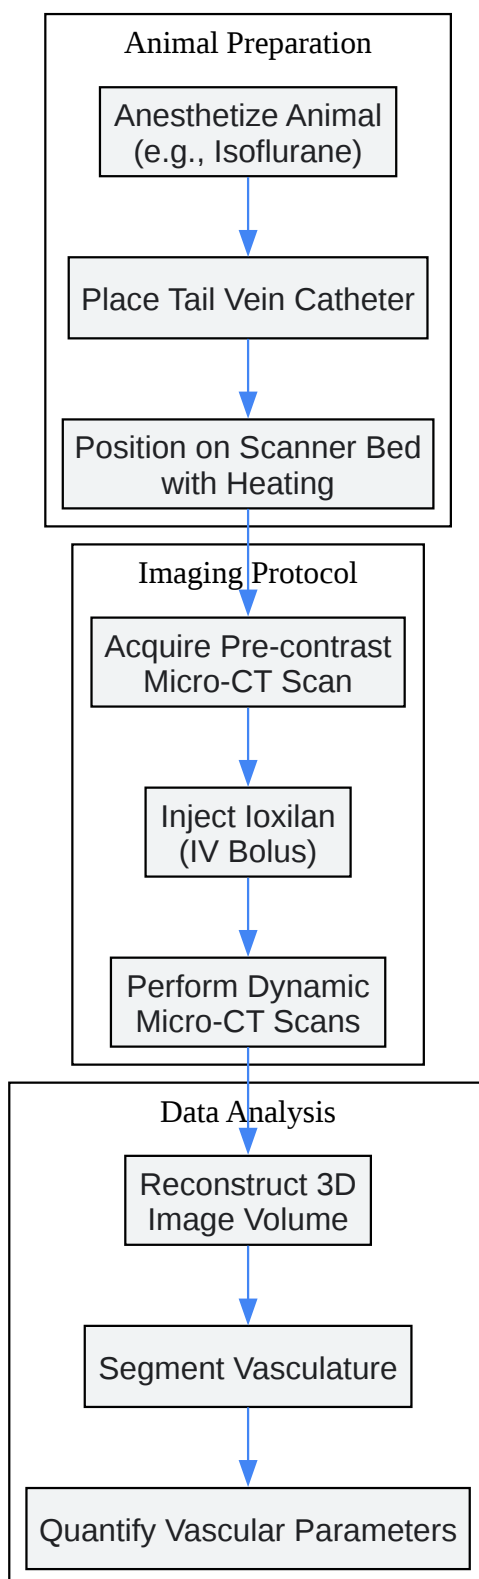 Animal Preparation
Anesthetize Animal
(e.g., Isoflurane)
Place Tail Vein Catheter
Position on Scanner Bed
with Heating
Imaging Protocol
Acquire Pre-contrast
Micro-CT Scan
Inject Ioxilan
(IV Bolus)
Perform Dynamic
Micro-CT Scans
Data Analysis
Reconstruct 3D
Image Volume
Segment Vasculature
Quantify Vascular Parameters